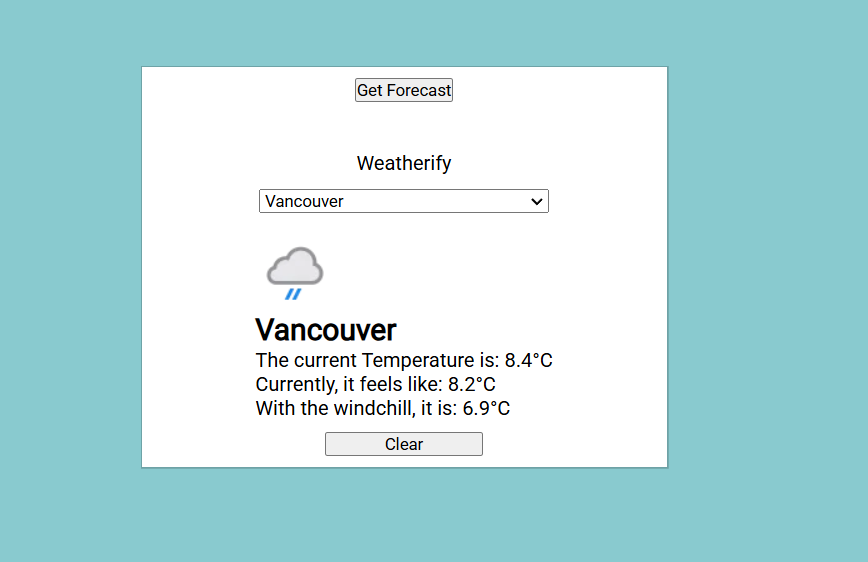 Get Forecast
Weatherify
Vancouver
Vancouver
The current Temperature is: 8.4°C
Currently, it feels like: 8.2°C
With the windchill, it is: 6.9°C
Clear